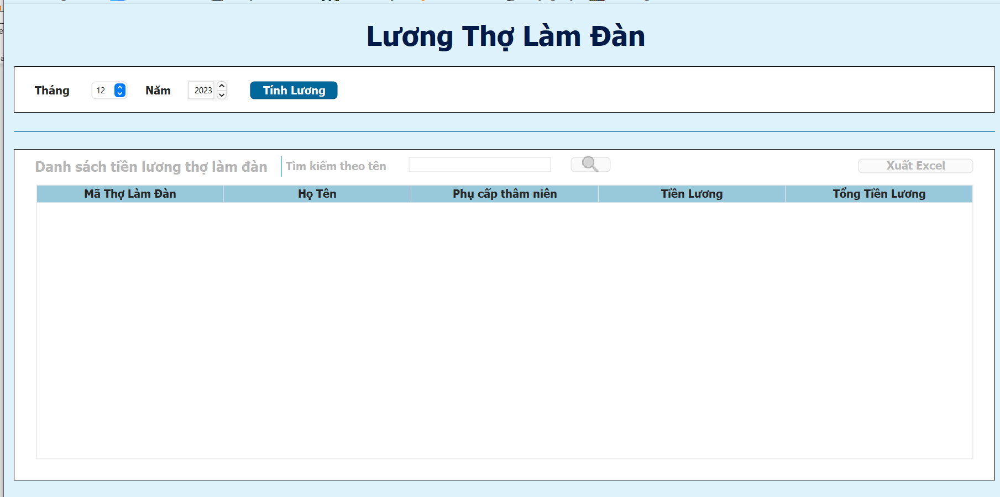 Lương Thợ Làm Đàn
Tháng 12 Năm 2023 Tính Lương
Danh sách tiền lương thợ làm đàn Tìm kiếm theo tên Xuất Excel
Mã Thợ Làm Đàn Họ Tên Phụ cấp thâm niên Tiền Lương Tổng Tiền Lương